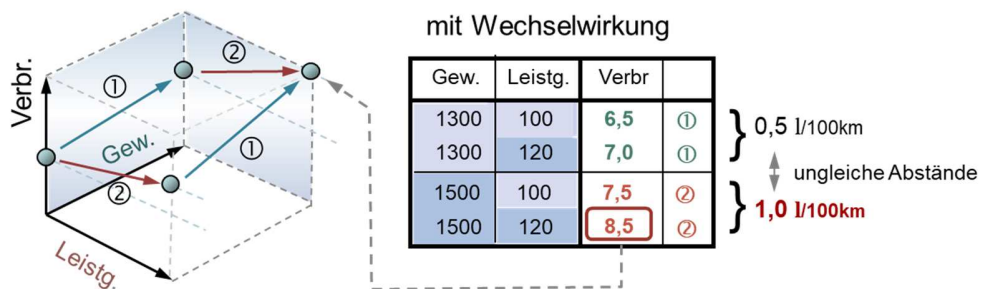 mit Wechselwirkung
Verbr.
Gew.
Leistg.
①
②
①
②
Gew. Leistg. Verbr
1300 100 6,5 ①
1300 120 7,0 ①
1500 100 7,5 ②
1500 120 8,5 ②
} 0,5 l/100km
ungleiche Abstände
} 1,0 l/100km